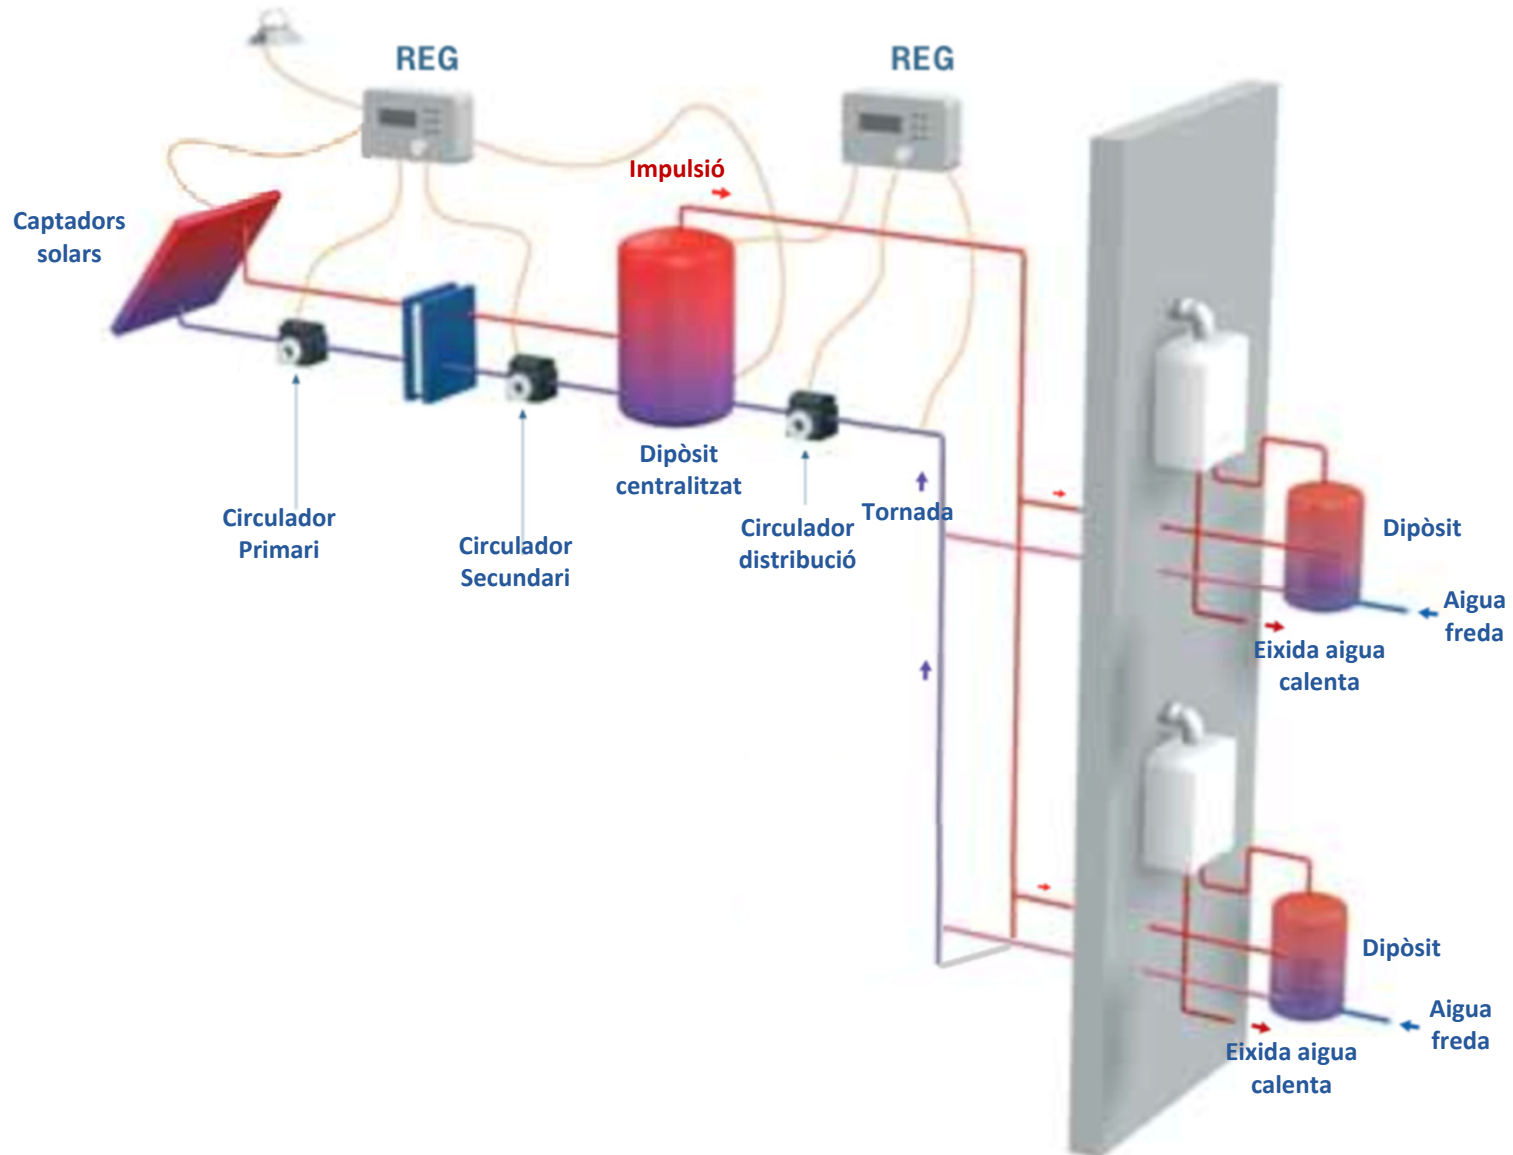 REG
REG
Impulsió
Captadors
solars
Dipòsit
centralitzat
Circulador
Primari
Circulador
Secundari
Circulador
distribució
Tornada
Dipòsit
Aigua
freda
Eixida aigua
calenta
Dipòsit
Aigua
freda
Eixida aigua
calenta